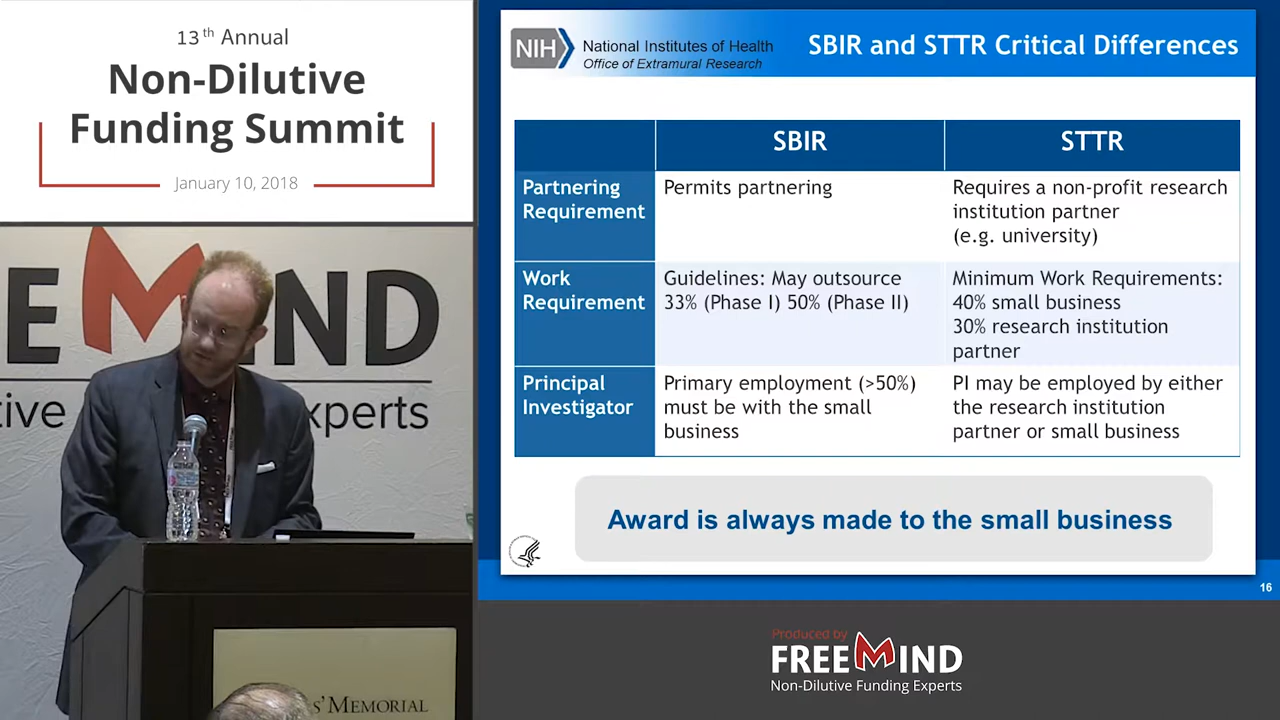 13th Annual
Non-Dilutive
Funding Summit
January 10, 2018
E MIND
tive xperts
S' MEMORIAL
NIH
National Institutes of Health
Office of Extramural Research
SBIR and STTR Critical Differences
SBIR
STTR
Partnering
Requirement
Permits partnering
Requires a non-profit research
institution partner
(e.g. university)
Work
Requirement
Guidelines: May outsource
33% (Phase I) 50% (Phase II)
Minimum Work Requirements:
40% small business
30% research institution
partner
Principal
Investigator
Primary employment (>50%)
must be with the small
business
PI may be employed by either
the research institution
partner or small business
Award is always made to the small business
16
Produced by
FREEMIND
Non-Dilutive Funding Experts